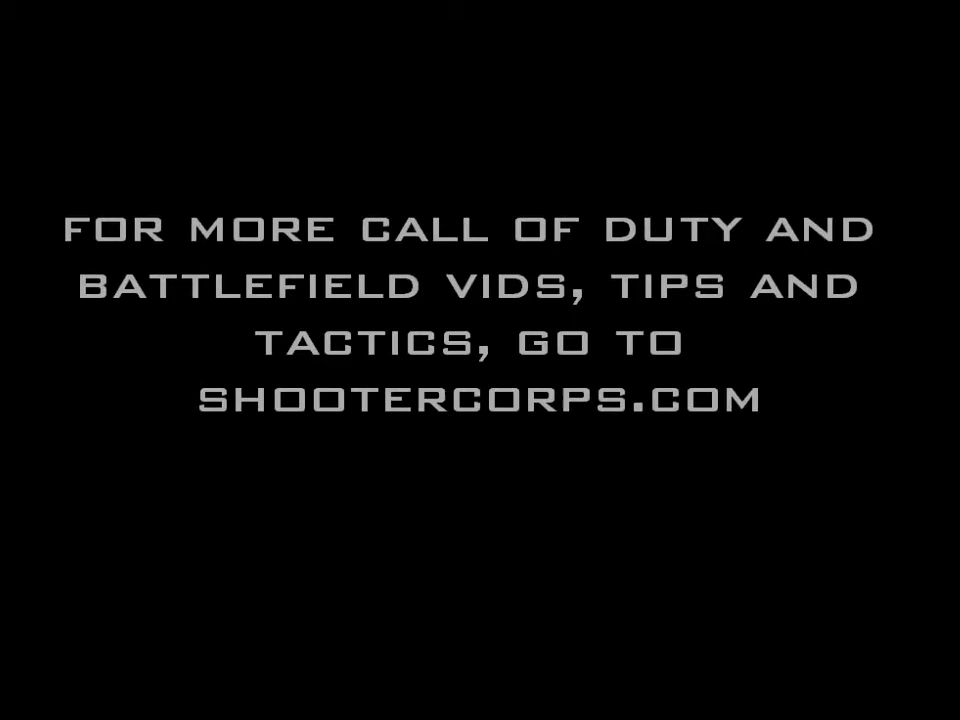 FOR MORE CALL OF DUTY AND
BATTLEFIELD VIDS, TIPS AND
TACTICS, GO TO
SHOOTERCORPS.COM